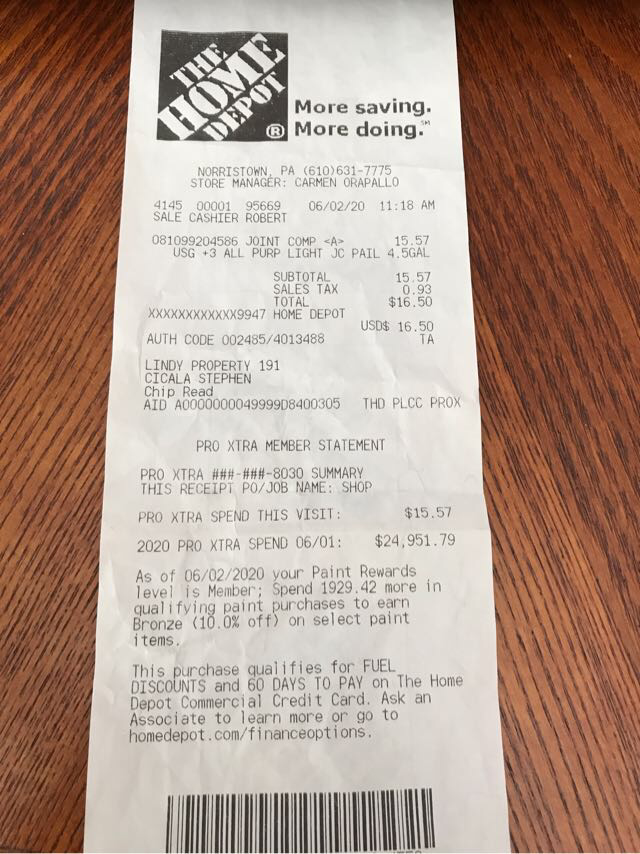 THE
HOME
DEPOT
®
More saving.
More doing.℠
NORRISTOWN, PA (610)631-7775
STORE MANAGER: CARMEN ORAPALLO
4145 00001 95669 06/02/20 11:18 AM
SALE CASHIER ROBERT
081099204586 JOINT COMP <A> 15.57
USG +3 ALL PURP LIGHT JC PAIL 4.5GAL
SUBTOTAL 15.57
SALES TAX 0.93
TOTAL $16.50
XXXXXXXXXXXX9947 HOME DEPOT
USD$ 16.50
AUTH CODE 002485/4013488 TA
LINDY PROPERTY 191
CICALA STEPHEN
Chip Read
AID A0000000049999D8400305 THD PLCC PROX
PRO XTRA MEMBER STATEMENT
PRO XTRA ###-###-8030 SUMMARY
THIS RECEIPT PO/JOB NAME: SHOP
PRO XTRA SPEND THIS VISIT: $15.57
2020 PRO XTRA SPEND 06/01: $24,951.79
As of 06/02/2020 your Paint Rewards
level is Member; Spend 1929.42 more in
qualifying paint purchases to earn
Bronze (10.0% off) on select paint
items.
This purchase qualifies for FUEL
DISCOUNTS and 60 DAYS TO PAY on The Home
Depot Commercial Credit Card. Ask an
Associate to learn more or go to
homedepot.com/financeoptions.